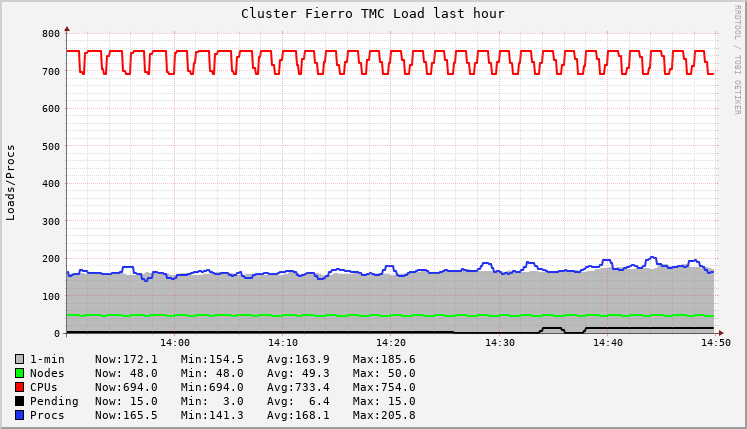 Cluster Fierro TMC Load last hour
RRDTOOL / TOBI OETIKER
Loads/Procs
800
700
600
500
400
300
200
100
0
14:00 14:10 14:20 14:30 14:40 14:50
1-min Now:172.1 Min:154.5 Avg:163.9 Max:185.6
Nodes Now: 48.0 Min: 48.0 Avg: 49.3 Max: 50.0
CPUs Now:694.0 Min:694.0 Avg:733.4 Max:754.0
Pending Now: 15.0 Min: 3.0 Avg: 6.4 Max: 15.0
Procs Now:165.5 Min:141.3 Avg:168.1 Max:205.8